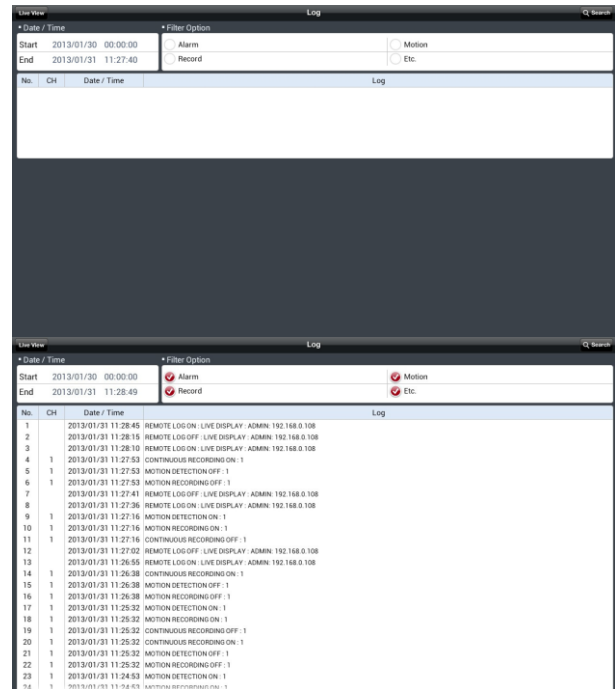 Live View Log Search
• Date / Time • Filter Option
Start 2013/01/30 00:00:00 Alarm Motion
End 2013/01/31 11:27:40 Record Etc.
No. CH Date / Time Log
Live View Log Search
• Date / Time • Filter Option
Start 2013/01/30 00:00:00 Alarm Motion
End 2013/01/31 11:28:49 Record Etc.
No. CH Date / Time Log
1 2013/01/31 11:28:45 REMOTE LOG ON : LIVE DISPLAY : ADMIN: 192.168.0.108
2 2013/01/31 11:28:15 REMOTE LOG OFF : LIVE DISPLAY : ADMIN: 192.168.0.108
3 2013/01/31 11:28:10 REMOTE LOG ON : LIVE DISPLAY : ADMIN: 192.168.0.108
4 1 2013/01/31 11:27:53 CONTINUOUS RECORDING ON : 1
5 1 2013/01/31 11:27:53 MOTION DETECTION OFF : 1
6 1 2013/01/31 11:27:53 MOTION RECORDING OFF : 1
7 2013/01/31 11:27:41 REMOTE LOG OFF : LIVE DISPLAY : ADMIN: 192.168.0.108
8 2013/01/31 11:27:36 REMOTE LOG ON : LIVE DISPLAY : ADMIN: 192.168.0.108
9 1 2013/01/31 11:27:16 MOTION DETECTION ON : 1
10 1 2013/01/31 11:27:16 MOTION RECORDING ON : 1
11 1 2013/01/31 11:27:16 CONTINUOUS RECORDING OFF : 1
12 2013/01/31 11:27:02 REMOTE LOG OFF : LIVE DISPLAY : ADMIN: 192.168.0.108
13 2013/01/31 11:26:55 REMOTE LOG ON : LIVE DISPLAY : ADMIN: 192.168.0.108
14 1 2013/01/31 11:26:38 CONTINUOUS RECORDING ON : 1
15 1 2013/01/31 11:26:38 MOTION DETECTION OFF : 1
16 1 2013/01/31 11:26:38 MOTION RECORDING OFF : 1
17 1 2013/01/31 11:25:32 MOTION DETECTION ON : 1
18 1 2013/01/31 11:25:32 MOTION RECORDING ON : 1
19 1 2013/01/31 11:25:32 CONTINUOUS RECORDING OFF : 1
20 1 2013/01/31 11:25:32 CONTINUOUS RECORDING ON : 1
21 1 2013/01/31 11:25:32 MOTION DETECTION OFF : 1
22 1 2013/01/31 11:25:32 MOTION RECORDING OFF : 1
23 1 2013/01/31 11:24:53 MOTION DETECTION ON : 1
24 1 2013/01/31 11:24:53 MOTION RECORDING ON : 1